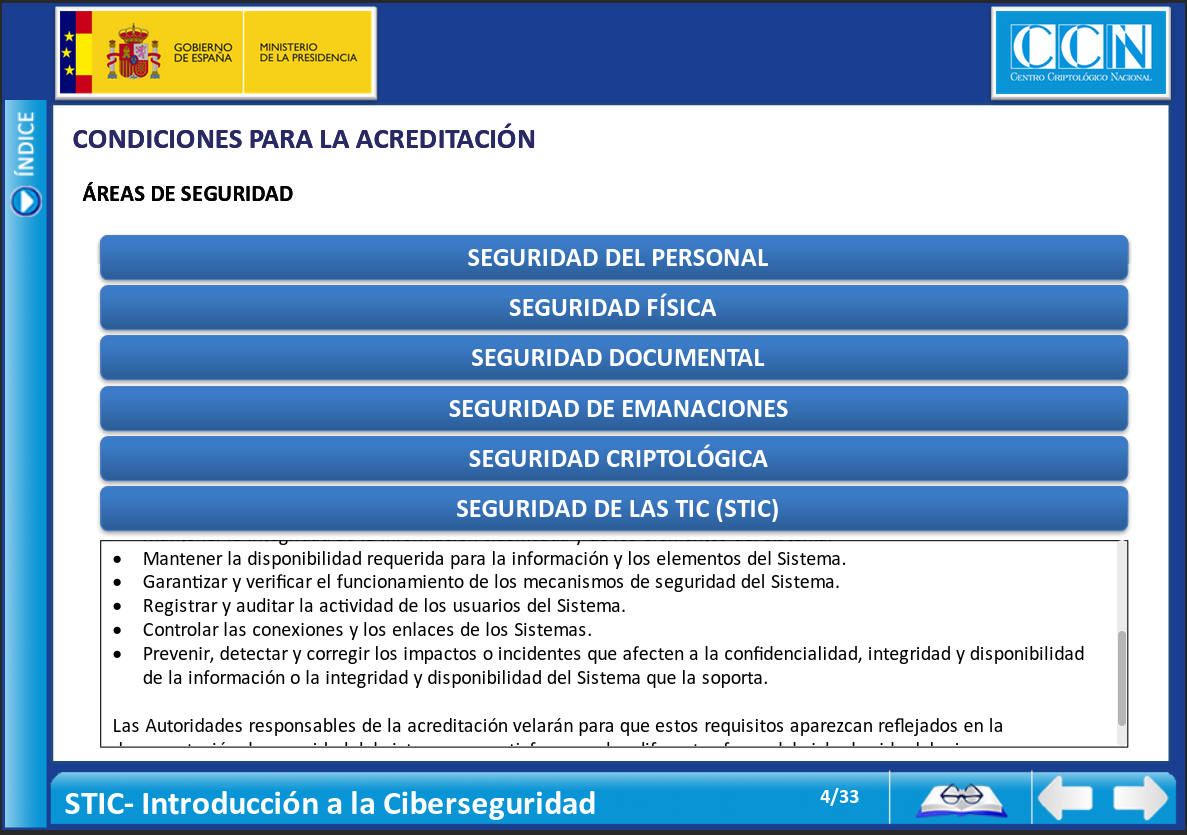 GOBIERNO
DE ESPAÑA
MINISTERIO
DE LA PRESIDENCIA
CCN
CENTRO CRIPTOLÓGICO NACIONAL
ÍNDICE
CONDICIONES PARA LA ACREDITACIÓN
ÁREAS DE SEGURIDAD
SEGURIDAD DEL PERSONAL
SEGURIDAD FÍSICA
SEGURIDAD DOCUMENTAL
SEGURIDAD DE EMANACIONES
SEGURIDAD CRIPTOLÓGICA
SEGURIDAD DE LAS TIC (STIC)
• Mantener la disponibilidad requerida para la información y los elementos del Sistema.
• Garantizar y verificar el funcionamiento de los mecanismos de seguridad del Sistema.
• Registrar y auditar la actividad de los usuarios del Sistema.
• Controlar las conexiones y los enlaces de los Sistemas.
• Prevenir, detectar y corregir los impactos o incidentes que afecten a la confidencialidad, integridad y disponibilidad
de la información o la integridad y disponibilidad del Sistema que la soporta.
Las Autoridades responsables de la acreditación velarán para que estos requisitos aparezcan reflejados en la
STIC- Introducción a la Ciberseguridad
4/33